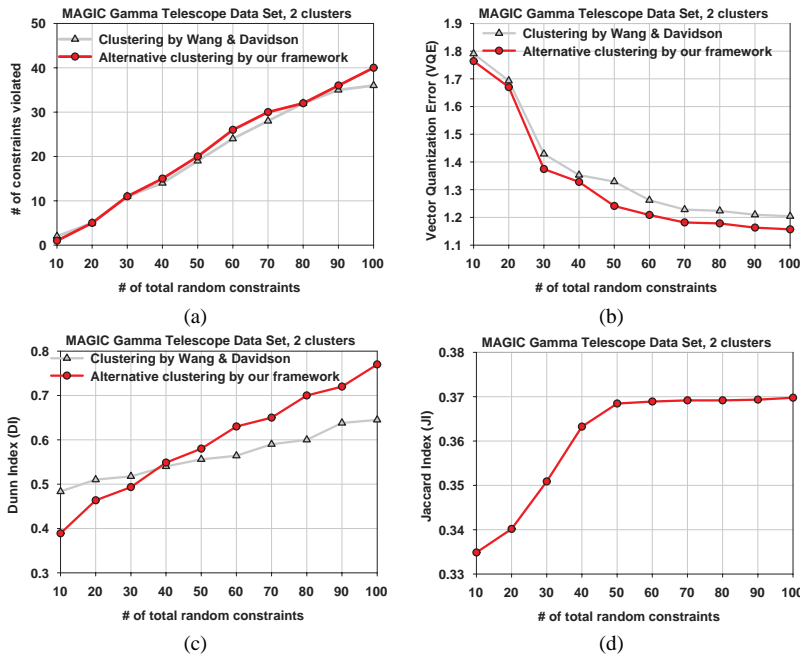 MAGIC Gamma Telescope Data Set, 2 clusters
Clustering by Wang & Davidson
Alternative clustering by our framework
# of constraints violated
50
40
30
20
10
0
10 20 30 40 50 60 70 80 90 100
# of total random constraints
(a)
MAGIC Gamma Telescope Data Set, 2 clusters
Clustering by Wang & Davidson
Alternative clustering by our framework
Vector Quantization Error (VQE)
1.9
1.8
1.7
1.6
1.5
1.4
1.3
1.2
1.1
10 20 30 40 50 60 70 80 90 100
# of total random constraints
(b)
MAGIC Gamma Telescope Data Set, 2 clusters
Clustering by Wang & Davidson
Alternative clustering by our framework
Dunn Index (DI)
0.8
0.7
0.6
0.5
0.4
0.3
10 20 30 40 50 60 70 80 90 100
# of total random constraints
(c)
MAGIC Gamma Telescope Data Set, 2 clusters
Jaccard Index (JI)
0.38
0.37
0.36
0.35
0.34
0.33
10 20 30 40 50 60 70 80 90 100
# of total random constraints
(d)